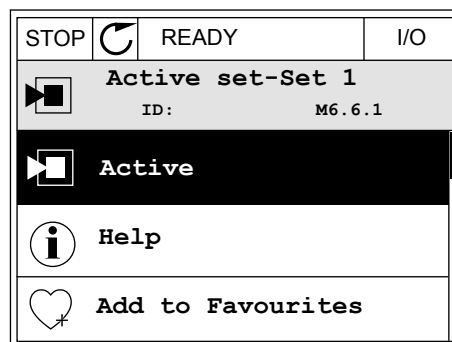 STOP READY I/O
Active set-Set 1
ID: M6.6.1
Active
Help
Add to Favourites